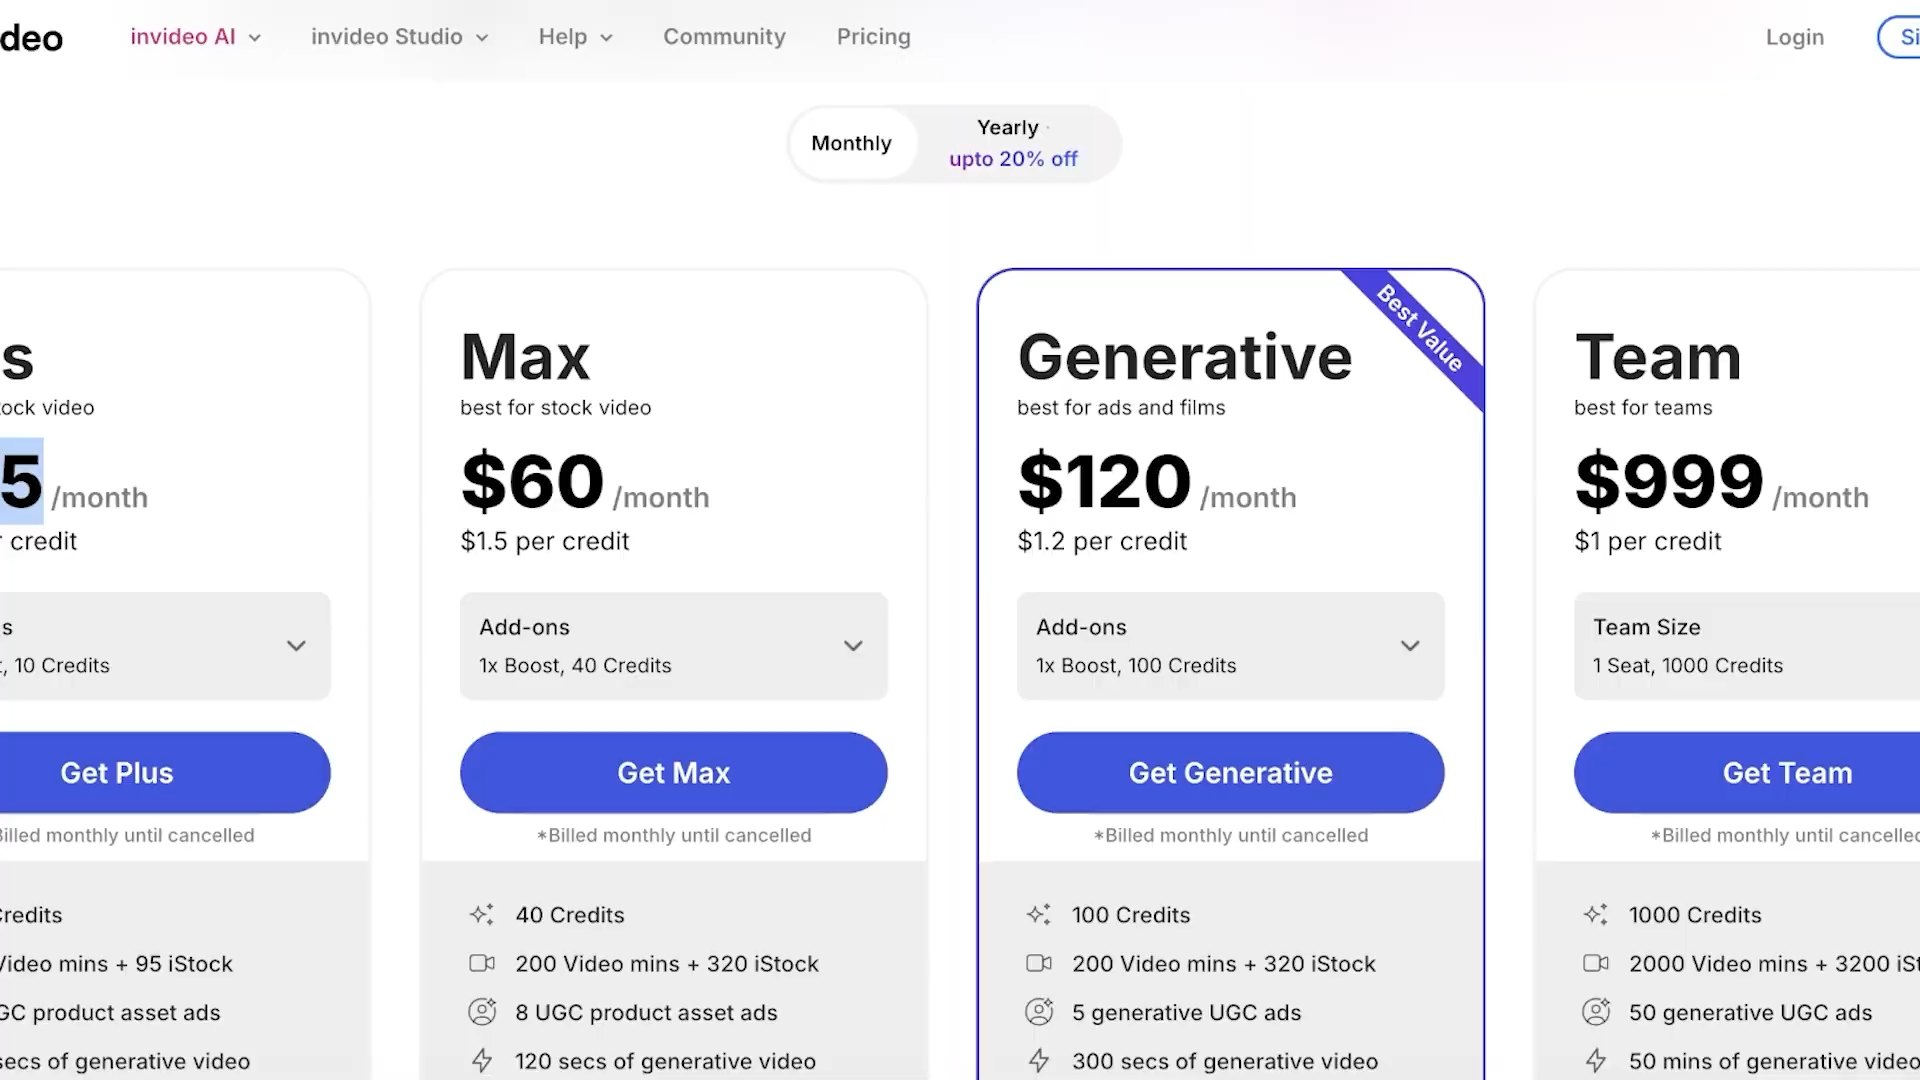 deo
invideo AI
invideo Studio
Help
Community
Pricing
Login
Si
Monthly
Yearly
upto 20% off
s
ock video
5 /month
credit
s
, 10 Credits
Get Plus
Billed monthly until cancelled
redits
Video mins + 95 iStock
GC product asset ads
secs of generative video
Max
best for stock video
$60 /month
$1.5 per credit
Add-ons
1x Boost, 40 Credits
Get Max
*Billed monthly until cancelled
40 Credits
200 Video mins + 320 iStock
8 UGC product asset ads
120 secs of generative video
Best Value
Generative
best for ads and films
$120 /month
$1.2 per credit
Add-ons
1x Boost, 100 Credits
Get Generative
*Billed monthly until cancelled
100 Credits
200 Video mins + 320 iStock
5 generative UGC ads
300 secs of generative video
Team
best for teams
$999 /month
$1 per credit
Team Size
1 Seat, 1000 Credits
Get Team
*Billed monthly until cancelled
1000 Credits
2000 Video mins + 3200 iSt
50 generative UGC ads
50 mins of generative video